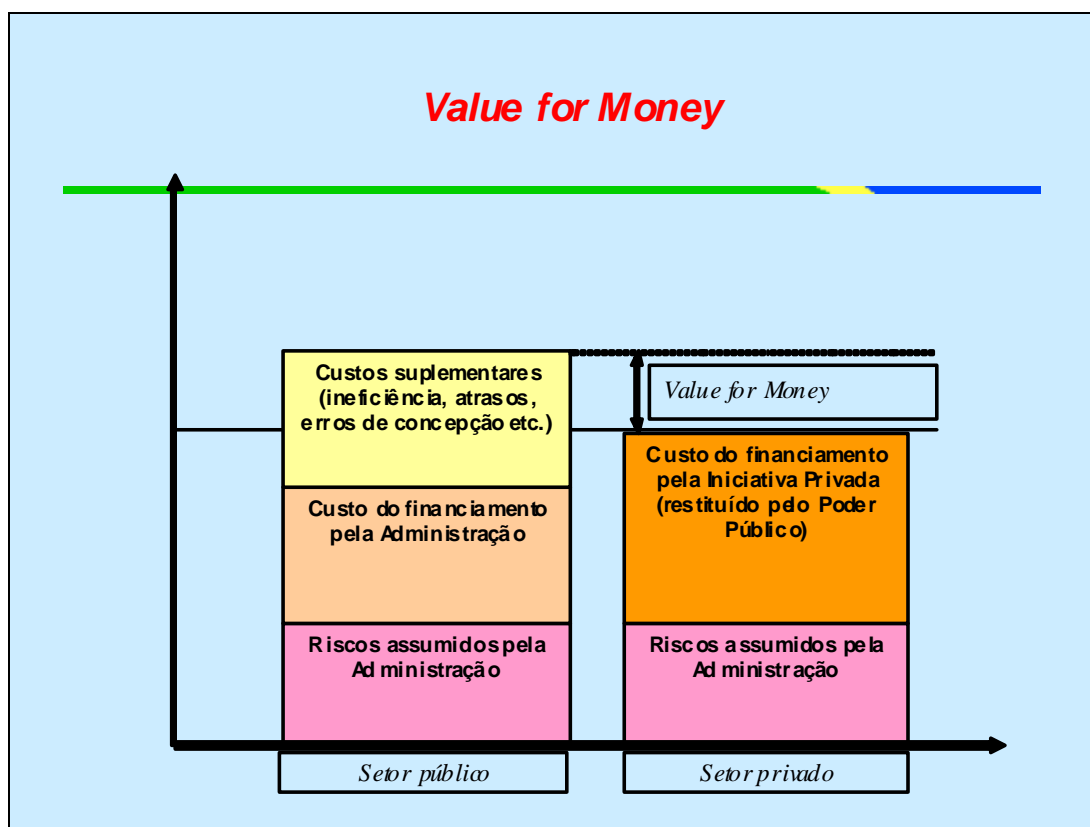 Value for Money
Custos suplementares
(ineficiência, atrasos,
erros de concepção etc.)
Value for Money
Custo do financiamento
pela Iniciativa Privada
(restituído pelo Poder
Público)
Custo do financiamento
pela Administração
Riscos assumidos pela
Administração
Riscos assumidos pela
Administração
Setor público
Setor privado